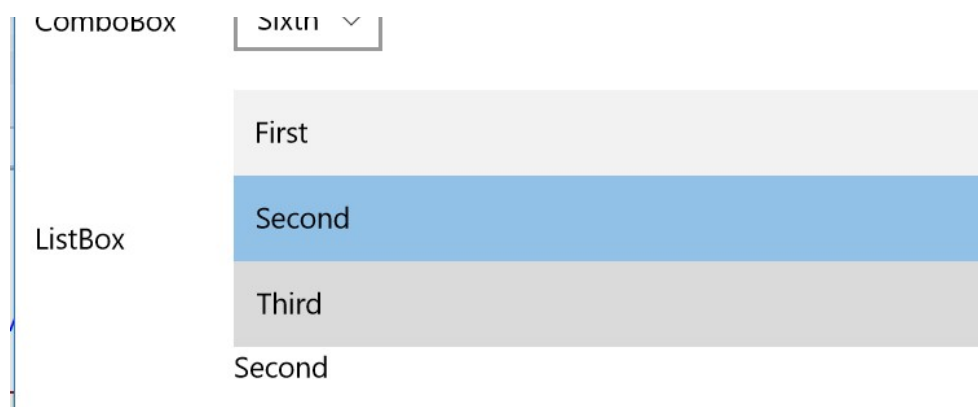 ComboBox Sixth
First
Second
ListBox
Third
Second